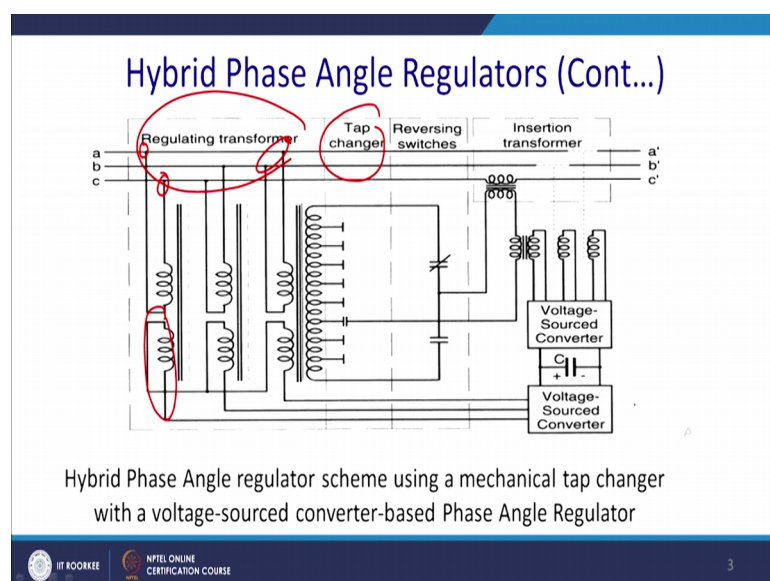 Hybrid Phase Angle Regulators (Cont...)
Regulating transformer
Tap
changer
Reversing
switches
Insertion
transformer
a
b
c
a'
b'
c'
Voltage-
Sourced
Converter
C
+ -
Voltage-
Sourced
Converter
Hybrid Phase Angle regulator scheme using a mechanical tap changer
with a voltage-sourced converter-based Phase Angle Regulator
IIT ROORKEE
NPTEL ONLINE
CERTIFICATION COURSE
3